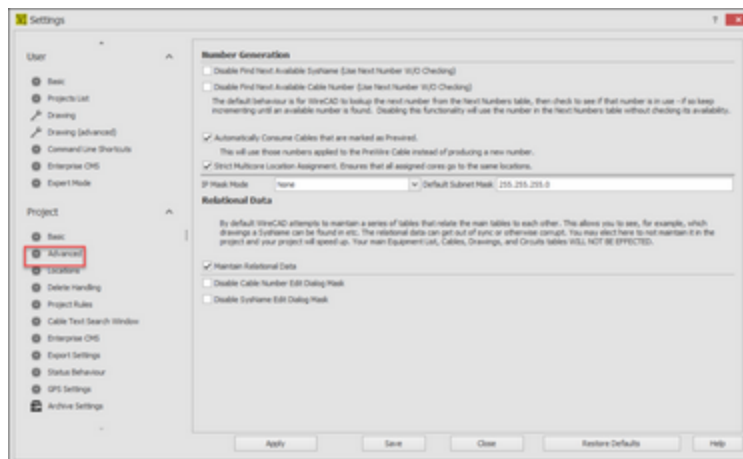 Settings
User
Basic
Projects List
Drawing
Drawing (advanced)
Command Line Shortcuts
Enterprise CMS
Expert Mode
Project
Basic
Advanced
Locations
Delete Handling
Project Rules
Cable Text Search Window
Enterprise CMS
Export Settings
Status Behaviour
GPS Settings
Archive Settings
Number Generation
Disable Find Next Available SysName (Use Next Number W/O Checking)
Disable Find Next Available Cable Number (Use Next Number W/O Checking)
The default behaviour is for WireCAD to lookup the next number from the Next Numbers table, then check to see if that number is in use - if so keep
incrementing until an available number is found. Disabling this functionality will use the number in the Next Numbers table without checking its availability.
Automatically Consume Cables that are marked as Prewired.
This will use those numbers applied to the PreWire Cable instead of producing a new number.
Strict Multicore Location Assignment. Ensures that all assigned cores go to the same locations.
IP Mask Mode None Default Subnet Mask 255.255.255.0
Relational Data
By default WireCAD attempts to maintain a series of tables that relate the main tables to each other. This allows you to see, for example, which
drawings a SysName can be found in etc. The relational data can get out of sync or otherwise corrupt. You may elect here to not maintain it in the
project and your project will speed up. Your main Equipment List, Cables, Drawings, and Circuits tables WILL NOT BE EFFECTED.
Maintain Relational Data
Disable Cable Number Edit Dialog Mask
Disable SysName Edit Dialog Mask
Apply Save Close Restore Defaults Help